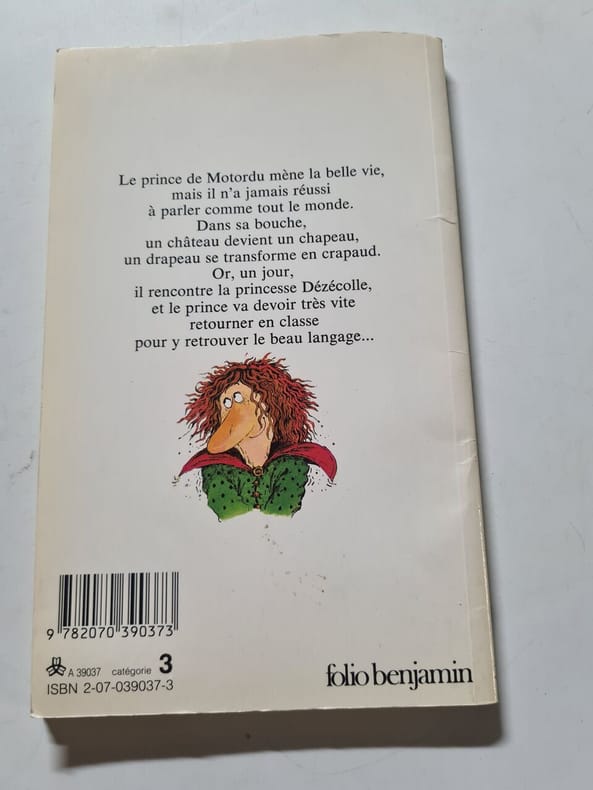 Le prince de Motordu mène la belle vie,
mais il n'a jamais réussi
à parler comme tout le monde.
Dans sa bouche,
un château devient un chapeau,
un drapeau se transforme en crapaud.
Or, un jour,
il rencontre la princesse Dézécolle,
et le prince va devoir très vite
retourner en classe
pour y retrouver le beau langage...
9 782070 390373
A 39037 catégorie 3
ISBN 2-07-039037-3
folio benjamin